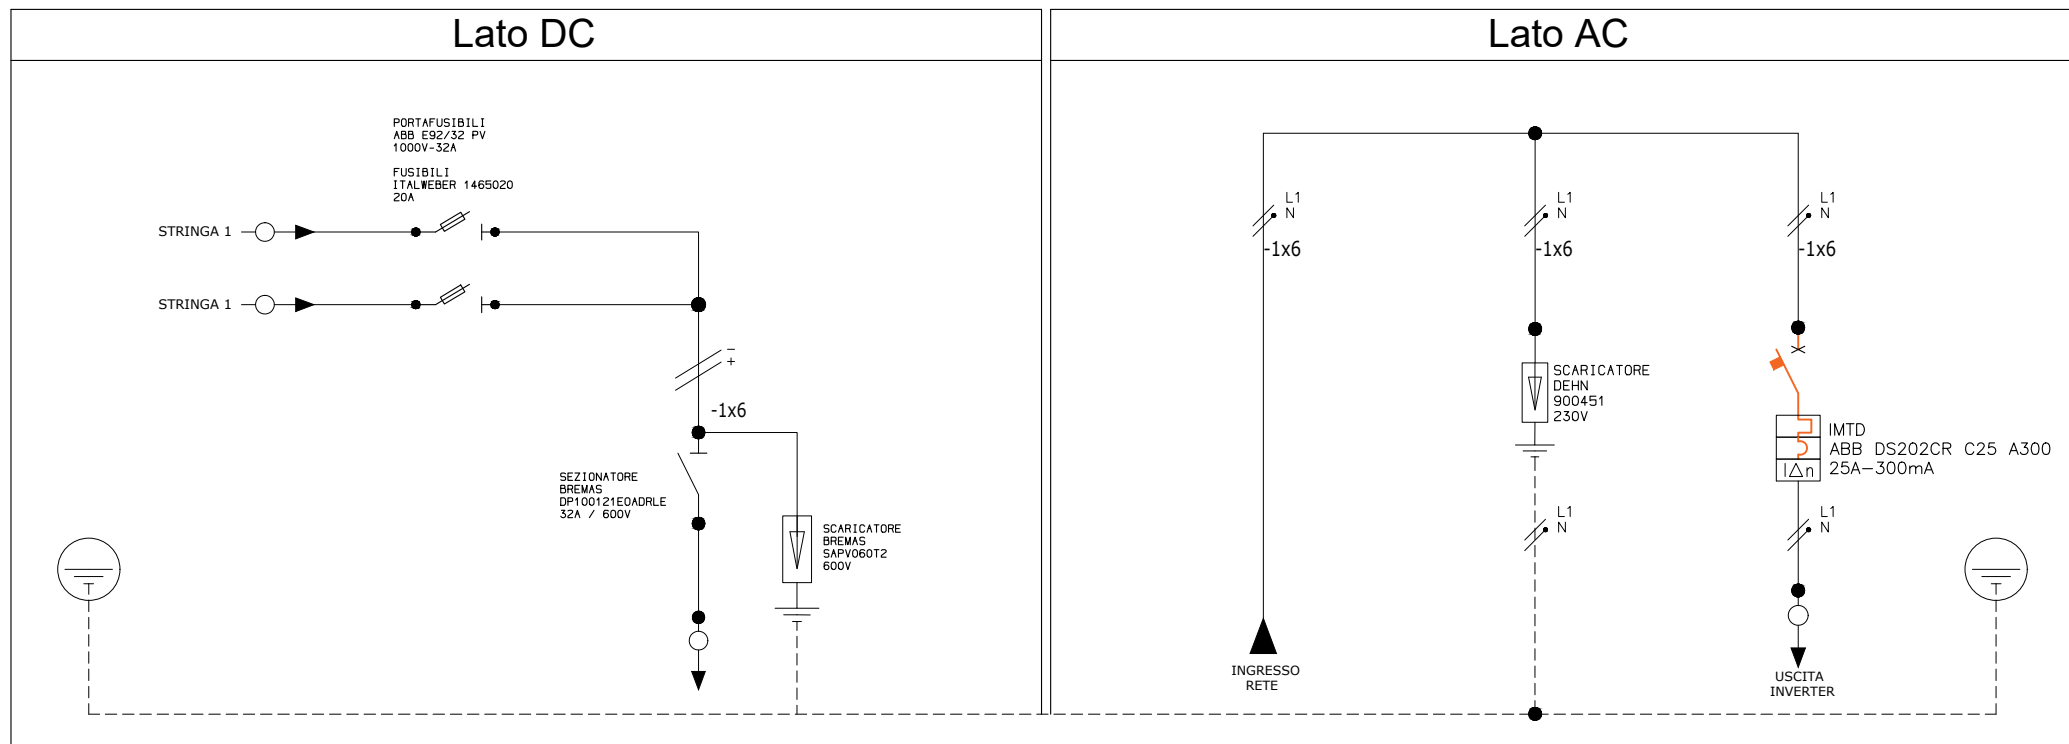 Lato DC
PORTAFUSIBILI
ABB E92/32 PV
1000V-32A
FUSIBILI
ITALWEBER 1465020
20A
STRINGA 1
STRINGA 1
-
+
-1x6
SEZIONATORE
BREMAS
DP100121E0ADRLE
32A / 600V
SCARICATORE
BREMAS
SAPV060T2
600V
Lato AC
L1
N
-1x6
L1
N
-1x6
L1
N
-1x6
SCARICATORE
DEHN
900451
230V
IMTD
ABB DS202CR C25 A300
25A-300mA
I△n
L1
N
L1
N
INGRESSO
RETE
USCITA
INVERTER